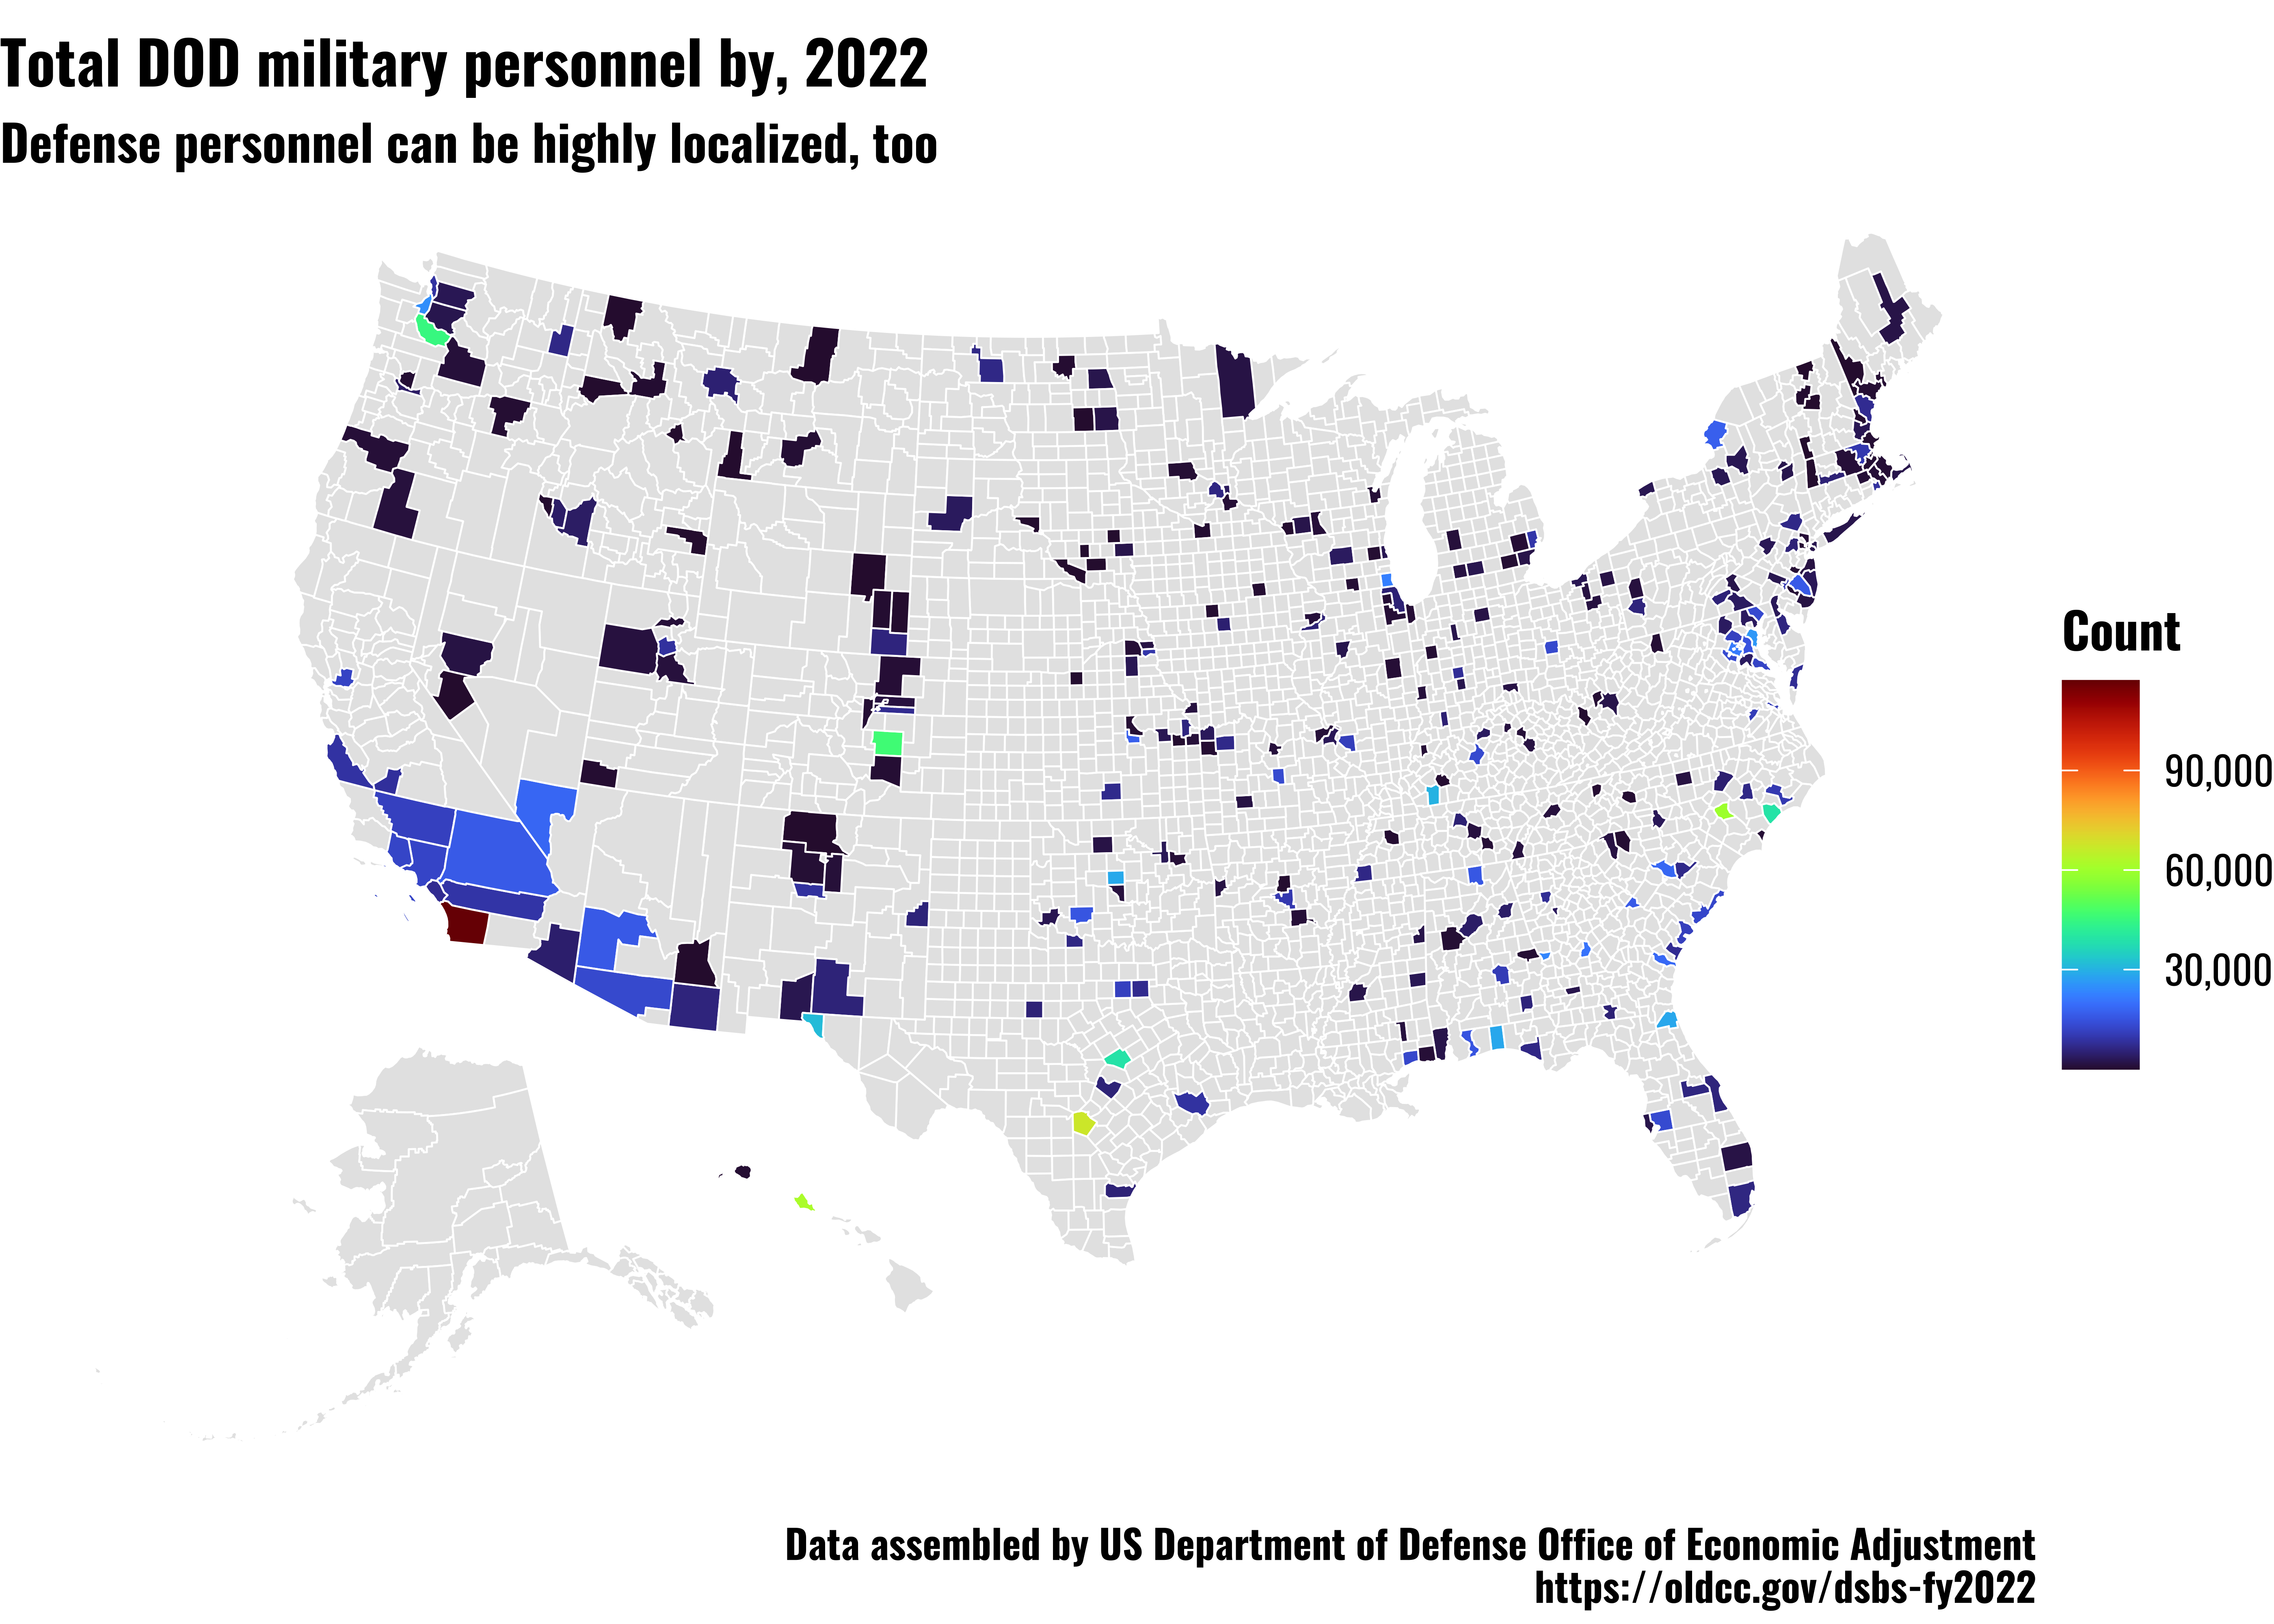 Total DOD military personnel by, 2022
Defense personnel can be highly localized, too
Count
90,000
60,000
30,000
Data assembled by US Department of Defense Office of Economic Adjustment
https://oldcc.gov/dsbs-fy2022